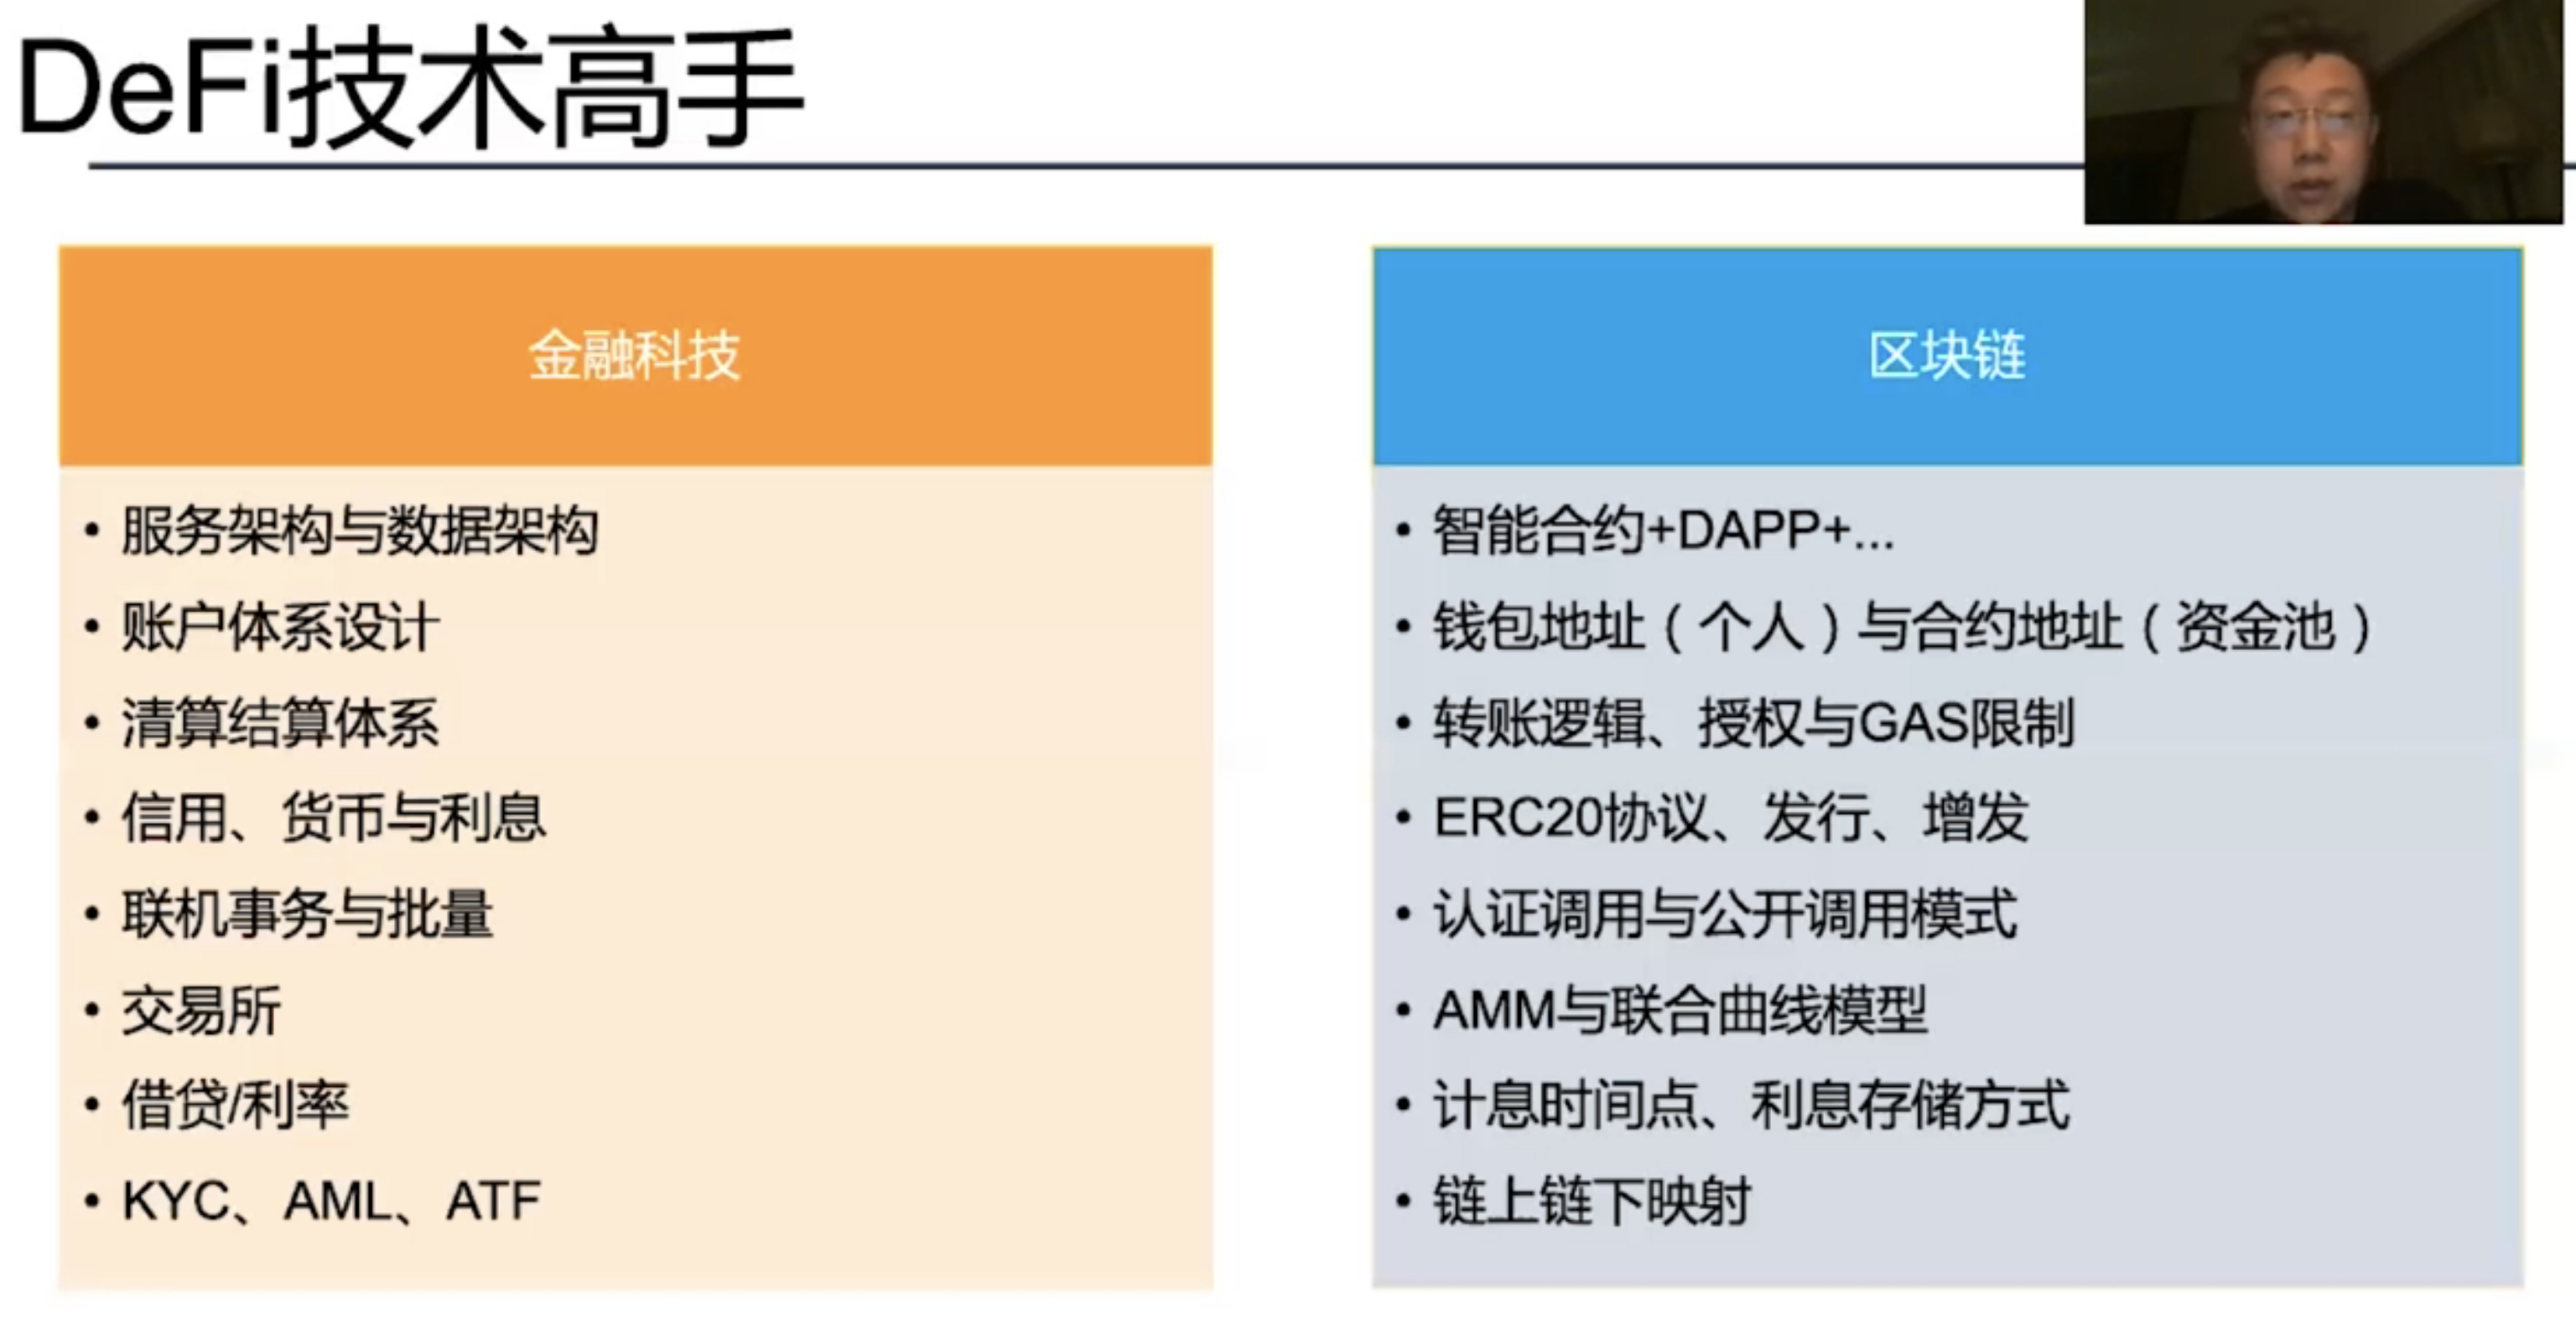 DeFi技术高手
金融科技
• 服务架构与数据架构
• 账户体系设计
• 清算结算体系
• 信用、货币与利息
• 联机事务与批量
• 交易所
• 借贷/利率
• KYC、AML、ATF
区块链
• 智能合约+DAPP+...
• 钱包地址（个人）与合约地址（资金池）
• 转账逻辑、授权与GAS限制
• ERC20协议、发行、增发
• 认证调用与公开调用模式
• AMM与联合曲线模型
• 计息时间点、利息存储方式
• 链上链下映射